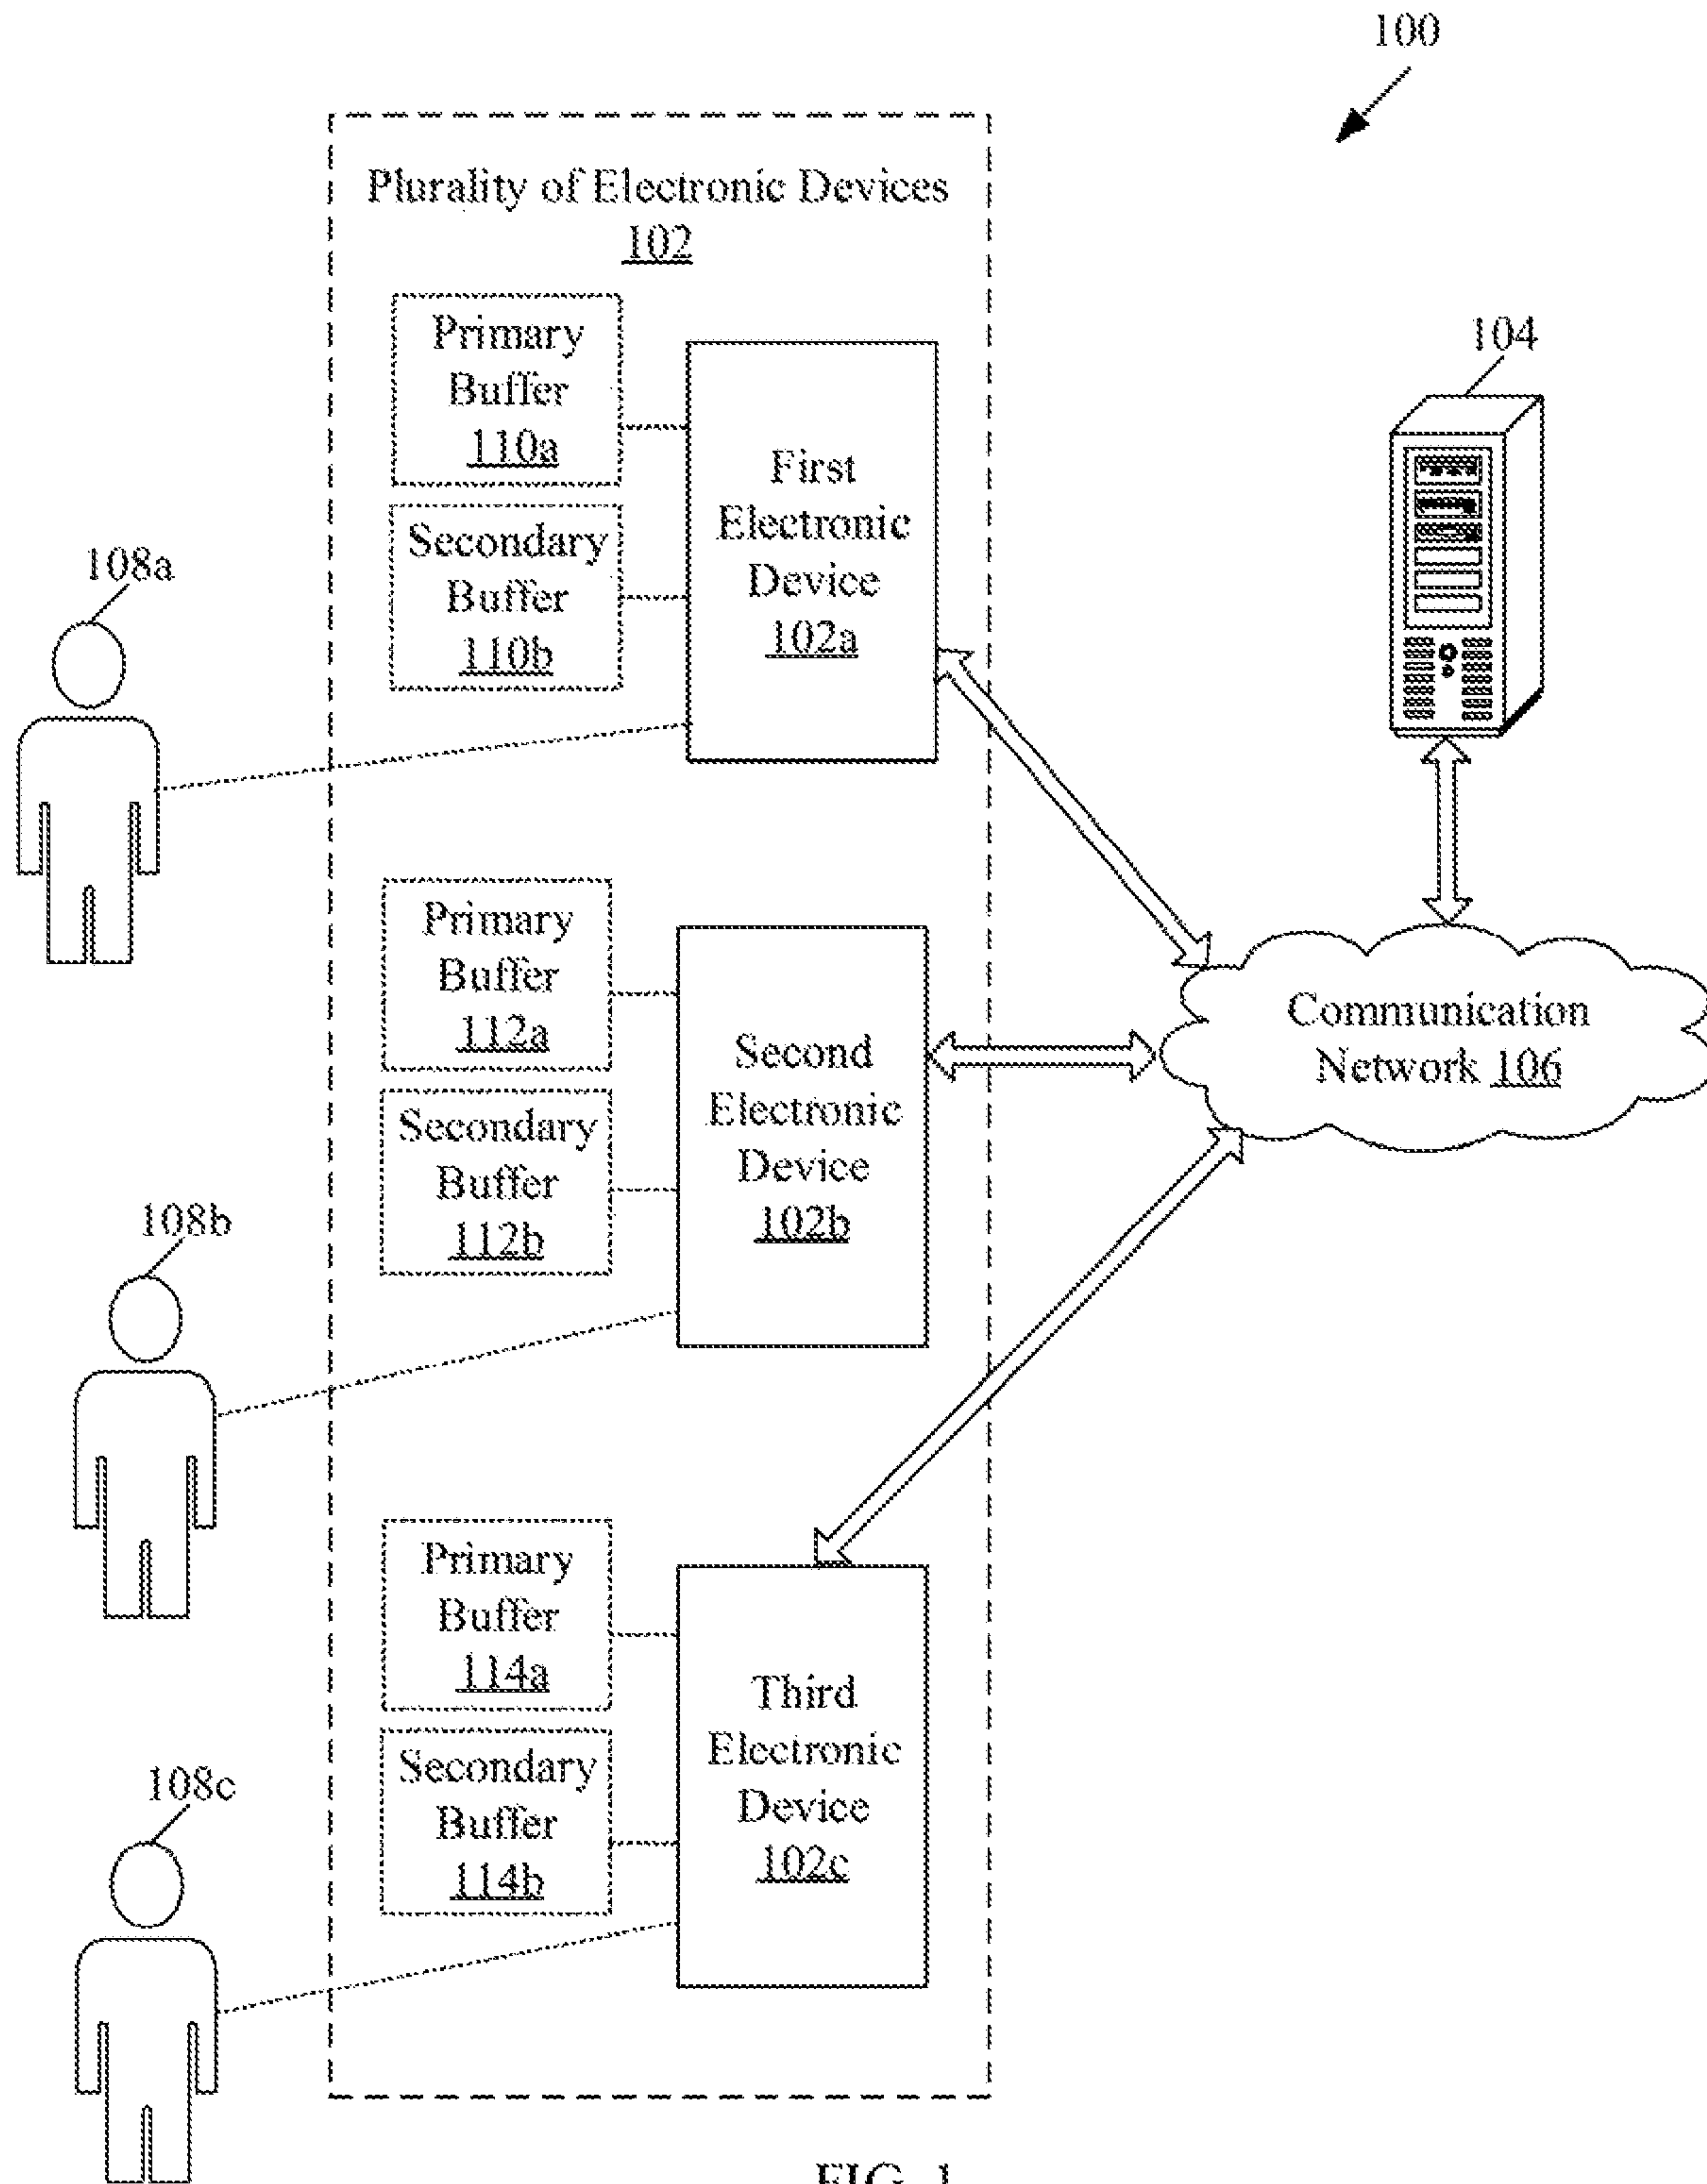 100
Plurality of Electronic Devices
102
Primary
Buffer
110a
Secondary
Buffer
110b
First
Electronic
Device
102a
104
108a
Primary
Buffer
112a
Secondary
Buffer
112b
Second
Electronic
Device
102b
Communication
Network 106
108b
Primary
Buffer
114a
Secondary
Buffer
114b
Third
Electronic
Device
102c
108c
FIG. 1